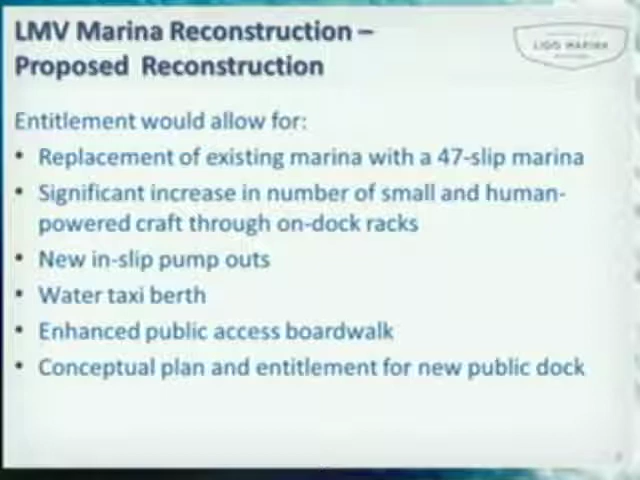 LMV Marina Reconstruction –
Proposed Reconstruction
LIDO MARINA
Entitlement would allow for:
• Replacement of existing marina with a 47-slip marina
• Significant increase in number of small and human-
powered craft through on-dock racks
• New in-slip pump outs
• Water taxi berth
• Enhanced public access boardwalk
• Conceptual plan and entitlement for new public dock